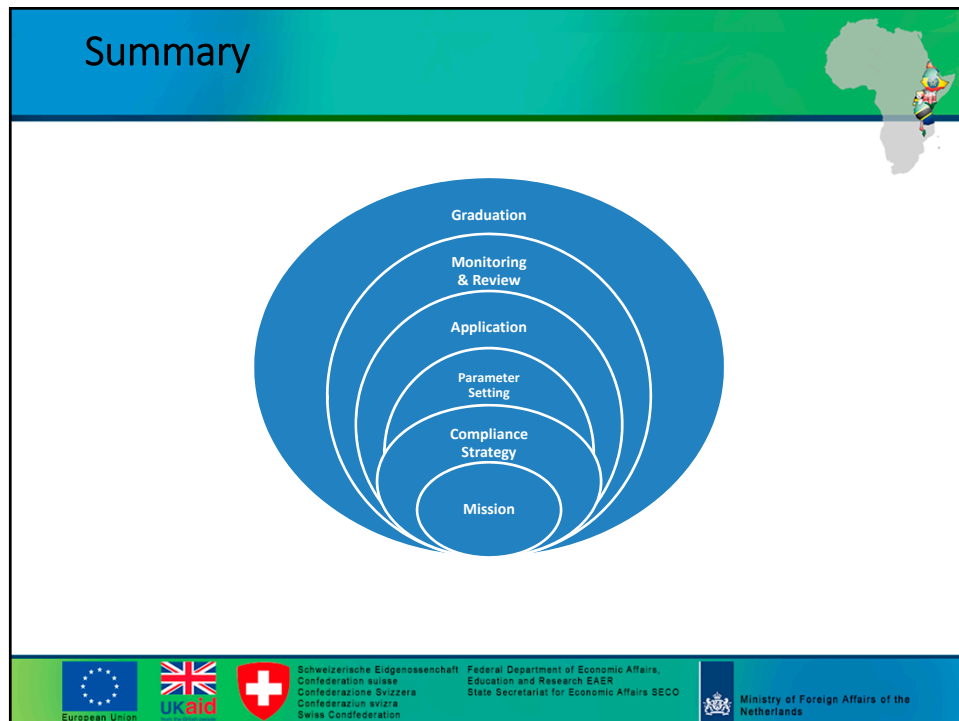 Summary
Graduation
Monitoring
& Review
Application
Parameter
Setting
Compliance
Strategy
Mission
European Union
UKaid
Schweizerische Eidgenossenchaft
Confederation suisse
Confederazione Svizzera
Confederaziun svizra
Swiss Condfederation
Federal Department of Economic Affairs,
Education and Research EAER
State Secretariat for Economic Affairs SECO
Ministry of Foreign Affairs of the
Netherlands